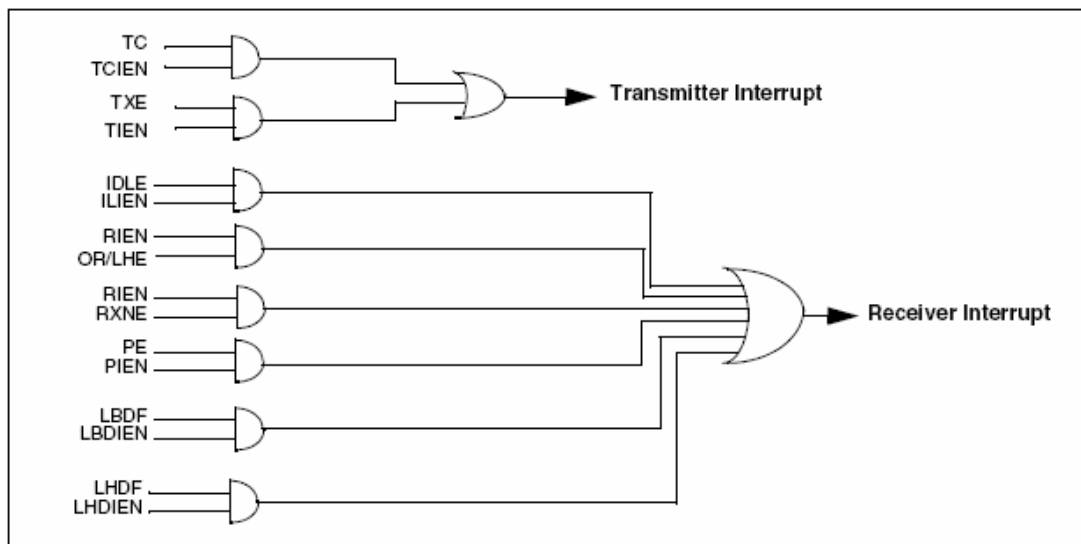 TC
TCIEN
TXE
TIEN
Transmitter Interrupt
IDLE
ILIEN
RIEN
OR/LHE
RIEN
RXNE
PE
PIEN
LBDF
LBDIEN
LHDF
LHDIEN
Receiver Interrupt